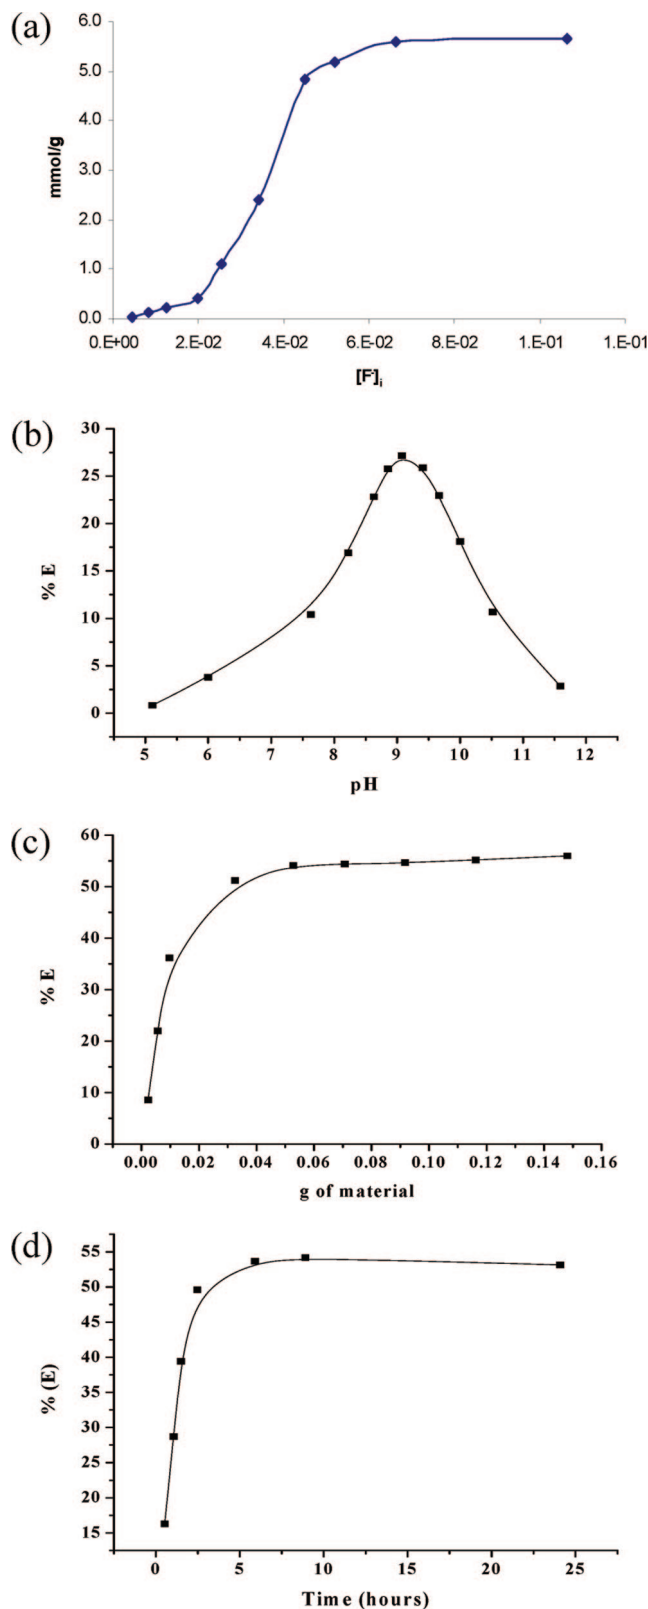 (a)
6.0
5.0
4.0
3.0
2.0
1.0
0.0
mmol/g
0.E+00 2.E-02 4.E-02 6.E-02 8.E-02 1.E-01 1.E-01
[F-]i
(b)
30
25
20
15
10
5
0
% E
5 6 7 8 9 10 11 12
pH
(c)
60
50
40
30
20
10
0
% E
0.00 0.02 0.04 0.06 0.08 0.10 0.12 0.14 0.16
g of material
(d)
55
50
45
40
35
30
25
20
15
% (E)
0 5 10 15 20 25
Time (hours)